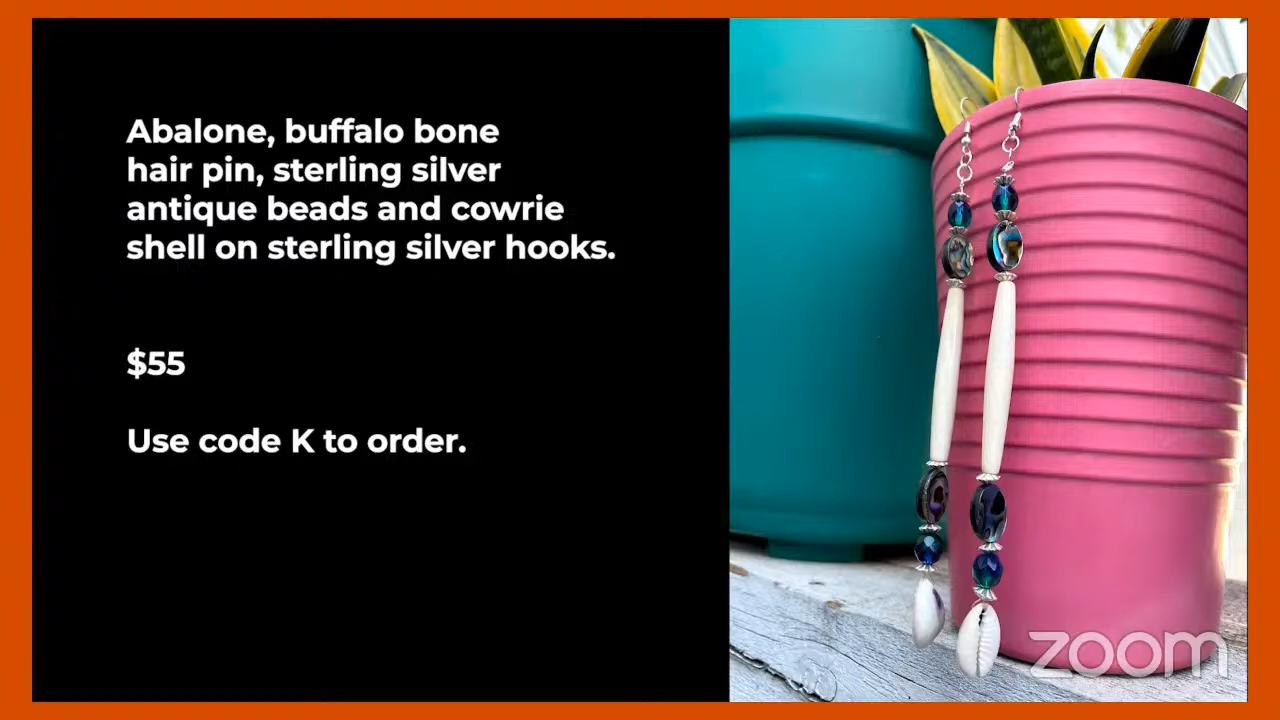 Abalone, buffalo bone
hair pin, sterling silver
antique beads and cowrie
shell on sterling silver hooks.
$55
Use code K to order.
zoom